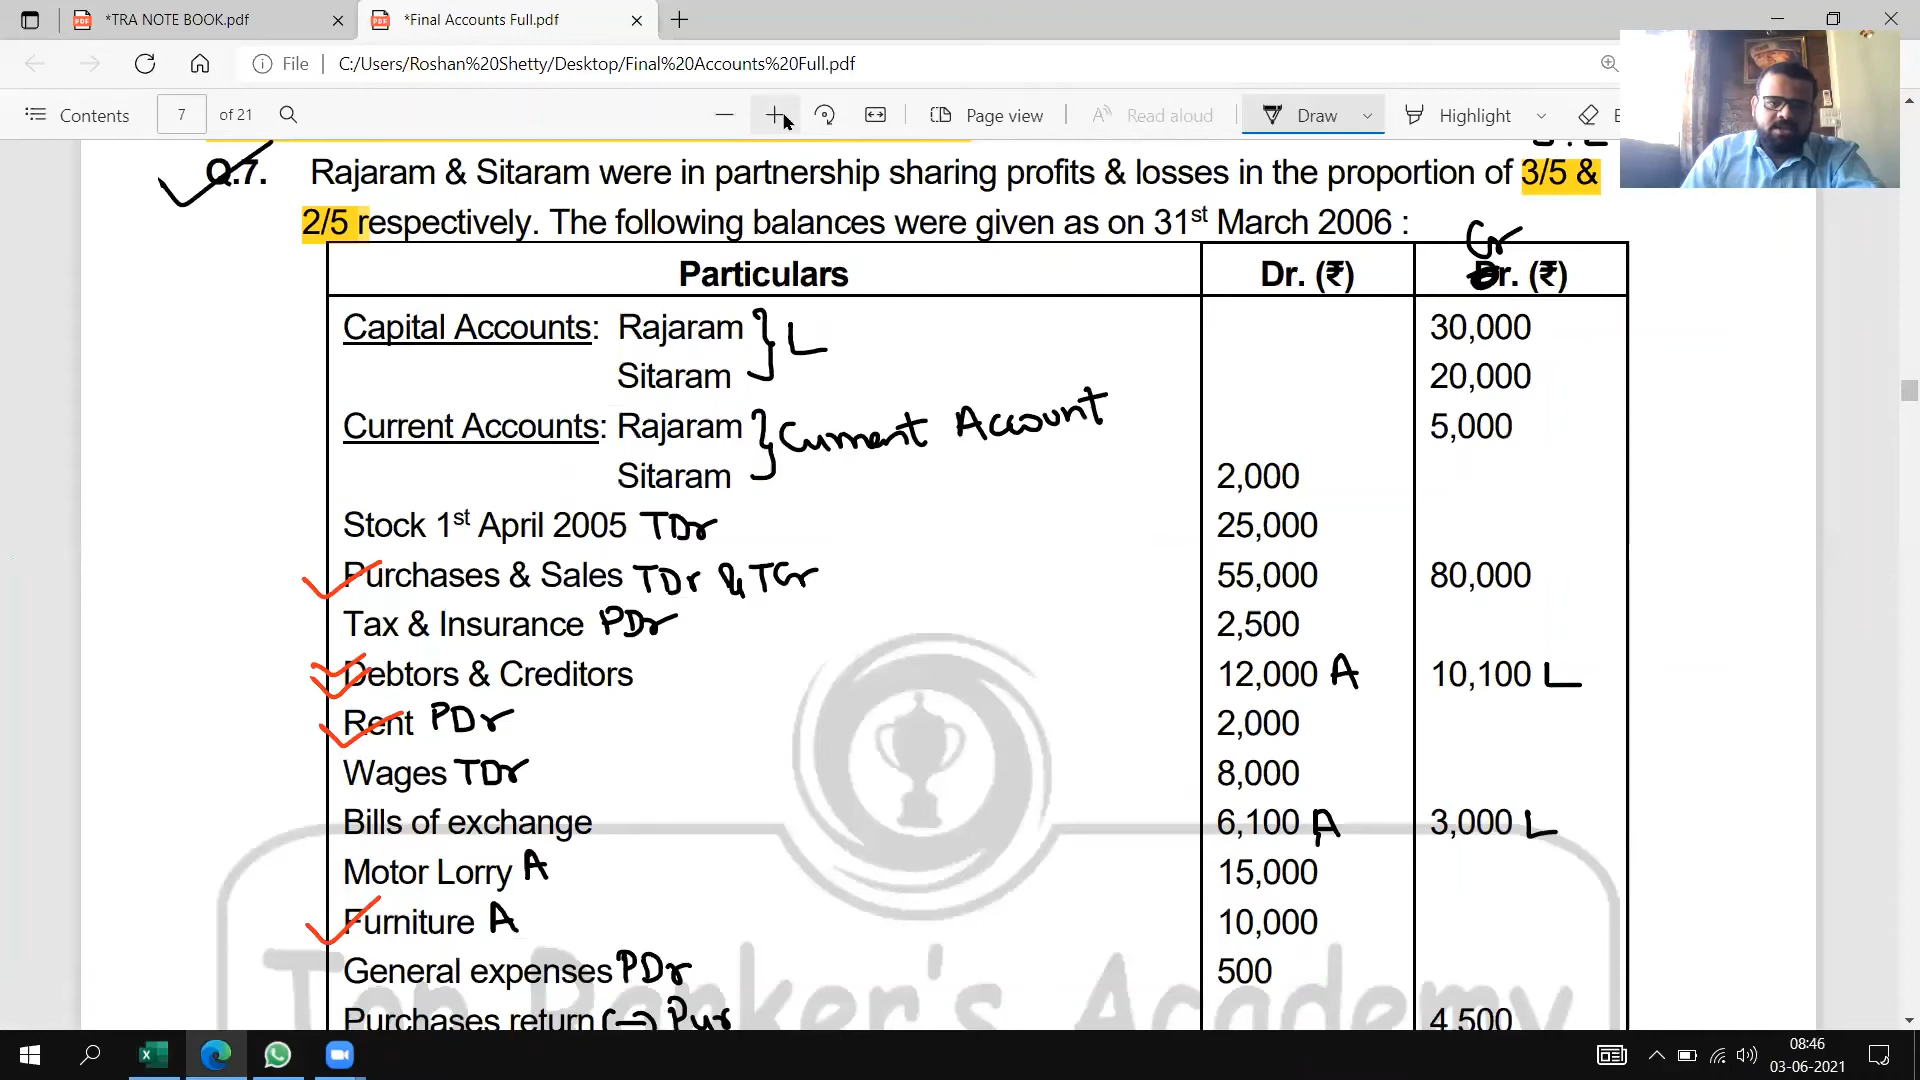 *TRA NOTE BOOK.pdf
*Final Accounts Full.pdf
File
C:/Users/Roshan%20Shetty/Desktop/Final%20Accounts%20Full.pdf
Contents
7 of 21
Page view
Read aloud
Draw
Highlight
E
Q.7. Rajaram & Sitaram were in partnership sharing profits & losses in the proportion of 3/5 &
2/5 respectively. The following balances were given as on 31st March 2006 :
Cr
Particulars Dr. (₹) Dr. (₹)
Capital Accounts: Rajaram } L 30,000
Sitaram 20,000
Current Accounts: Rajaram } Current Account 5,000
Sitaram 2,000
Stock 1st April 2005 TDr 25,000
Purchases & Sales TDr & TCr 55,000 80,000
Tax & Insurance PDr 2,500
Debtors & Creditors 12,000 A 10,100 L
Rent PDr 2,000
Wages TDr 8,000
Bills of exchange 6,100 A 3,000 L
Motor Lorry A 15,000
Furniture A 10,000
General expenses PDr 500
Purchases return (-) Pur 4,500
Top Ranker's Academy
08:46
03-06-2021